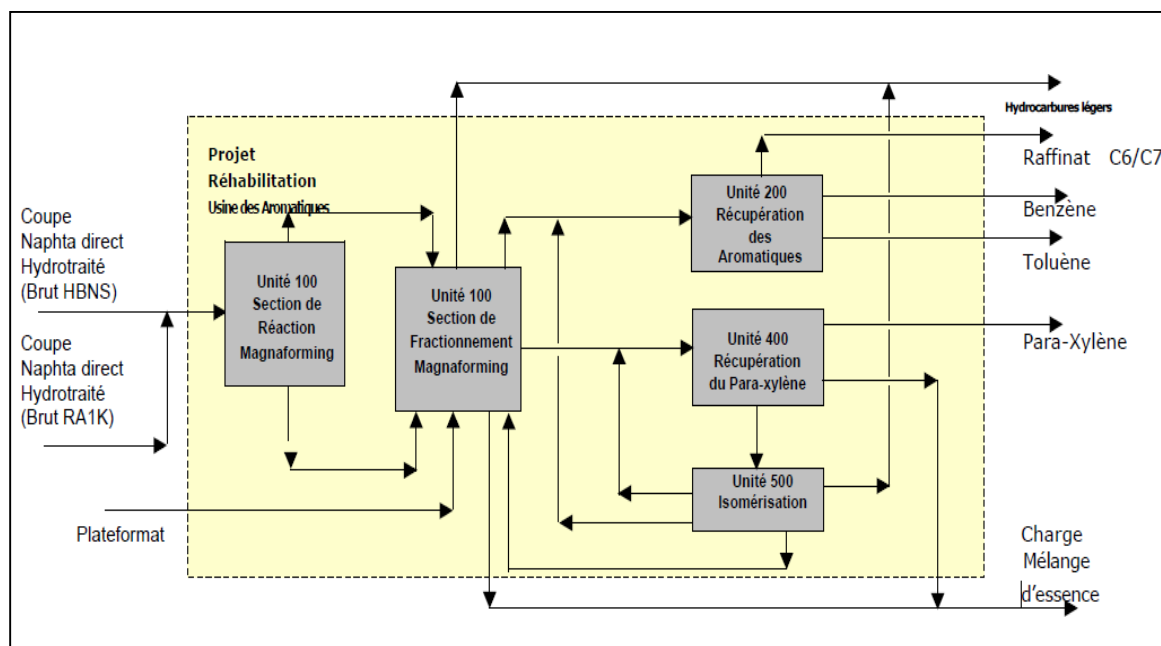 Hydrocarbures légers
Projet
Réhabilitation
Usine des Aromatiques
Raffinat C6/C7
Unité 200
Récupération
des
Aromatiques
Benzène
Toluène
Coupe
Naphta direct
Hydrotraité
(Brut HBNS)
Unité 100
Section de
Réaction
Magnaforming
Unité 100
Section de
Fractionnement
Magnaforming
Unité 400
Récupération
du Para-xylène
Para-Xylène
Coupe
Naphta direct
Hydrotraité
(Brut RA1K)
Unité 500
Isomérisation
Plateformat
Charge
Mélange
d'essence